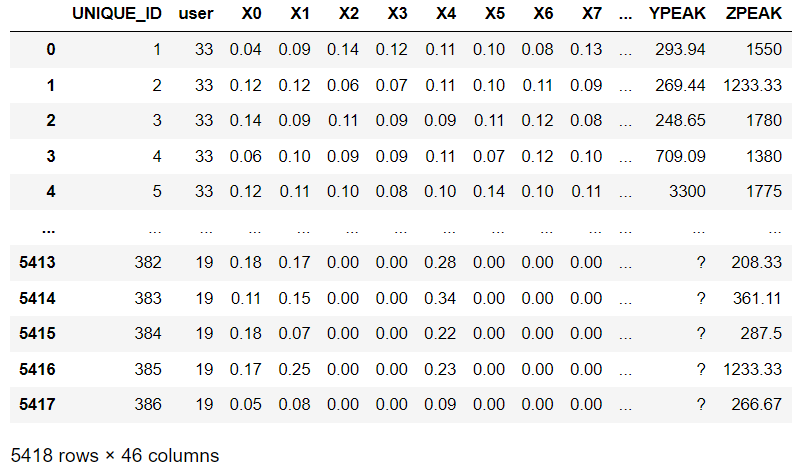 UNIQUE_ID user X0 X1 X2 X3 X4 X5 X6 X7 ... YPEAK ZPEAK
0 1 33 0.04 0.09 0.14 0.12 0.11 0.10 0.08 0.13 ... 293.94 1550
1 2 33 0.12 0.12 0.06 0.07 0.11 0.10 0.11 0.09 ... 269.44 1233.33
2 3 33 0.14 0.09 0.11 0.09 0.09 0.11 0.12 0.08 ... 248.65 1780
3 4 33 0.06 0.10 0.09 0.09 0.11 0.07 0.12 0.10 ... 709.09 1380
4 5 33 0.12 0.11 0.10 0.08 0.10 0.14 0.10 0.11 ... 3300 1775
... ... ... ... ... ... ... ... ... ... ... ... ... ...
5413 382 19 0.18 0.17 0.00 0.00 0.28 0.00 0.00 0.00 ... ? 208.33
5414 383 19 0.11 0.15 0.00 0.00 0.34 0.00 0.00 0.00 ... ? 361.11
5415 384 19 0.18 0.07 0.00 0.00 0.22 0.00 0.00 0.00 ... ? 287.5
5416 385 19 0.17 0.25 0.00 0.00 0.23 0.00 0.00 0.00 ... ? 1233.33
5417 386 19 0.05 0.08 0.00 0.00 0.09 0.00 0.00 0.00 ... ? 266.67
5418 rows × 46 columns